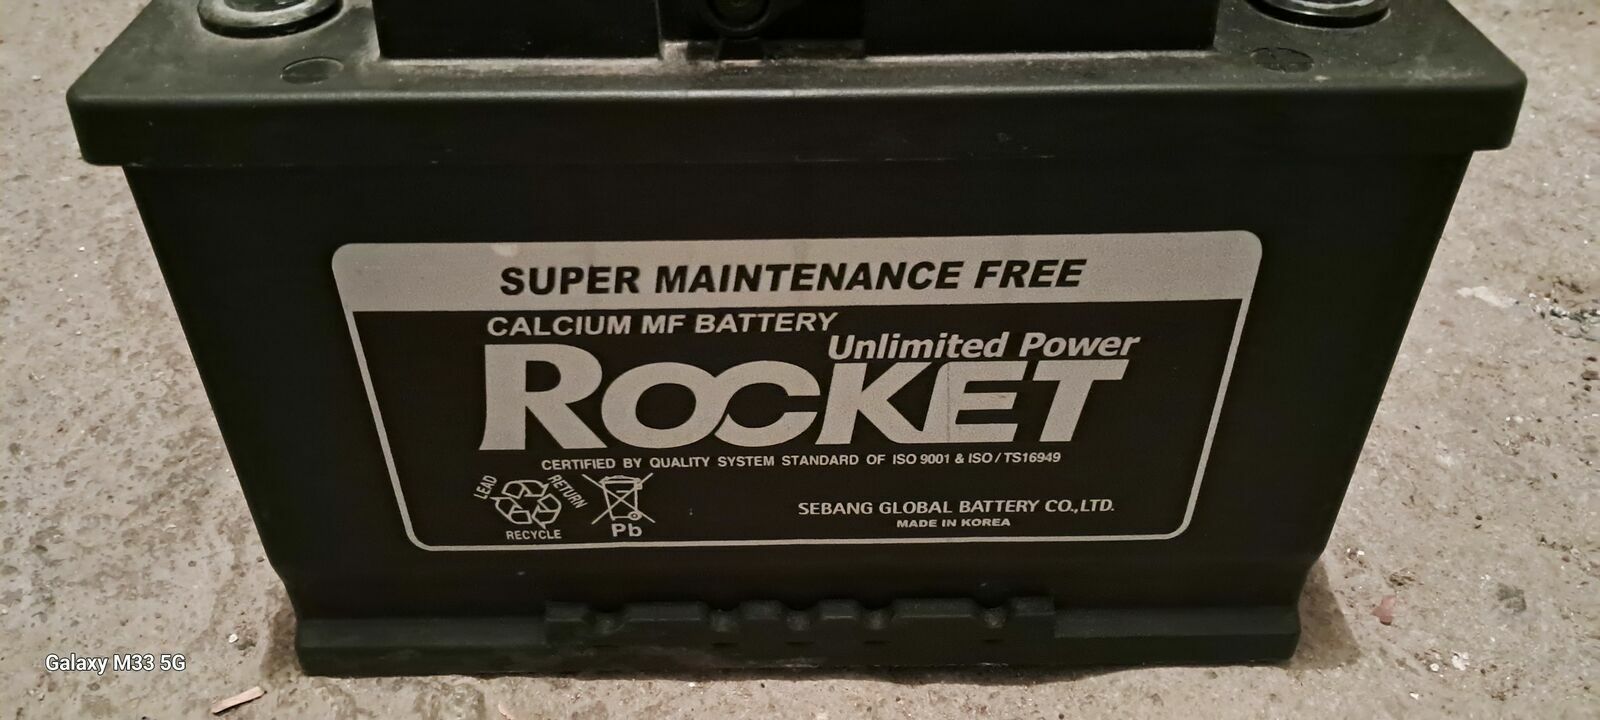 SUPER MAINTENANCE FREE
CALCIUM MF BATTERY
Unlimited Power
ROCKET
CERTIFIED BY QUALITY SYSTEM STANDARD OF ISO 9001 & ISO / TS16949
LEAD RETURN
RECYCLE
Pb
SEBANG GLOBAL BATTERY CO.,LTD.
MADE IN KOREA
Galaxy M33 5G